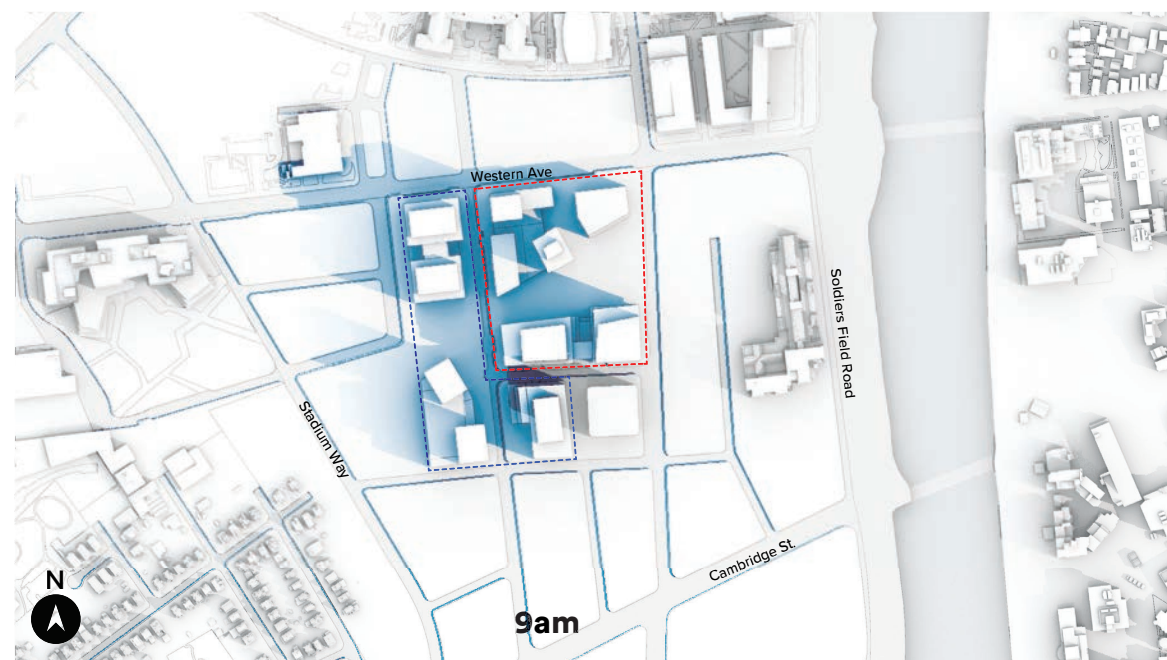 Western Ave
Soldiers Field Road
Stadium Way
Cambridge St.
N
9am